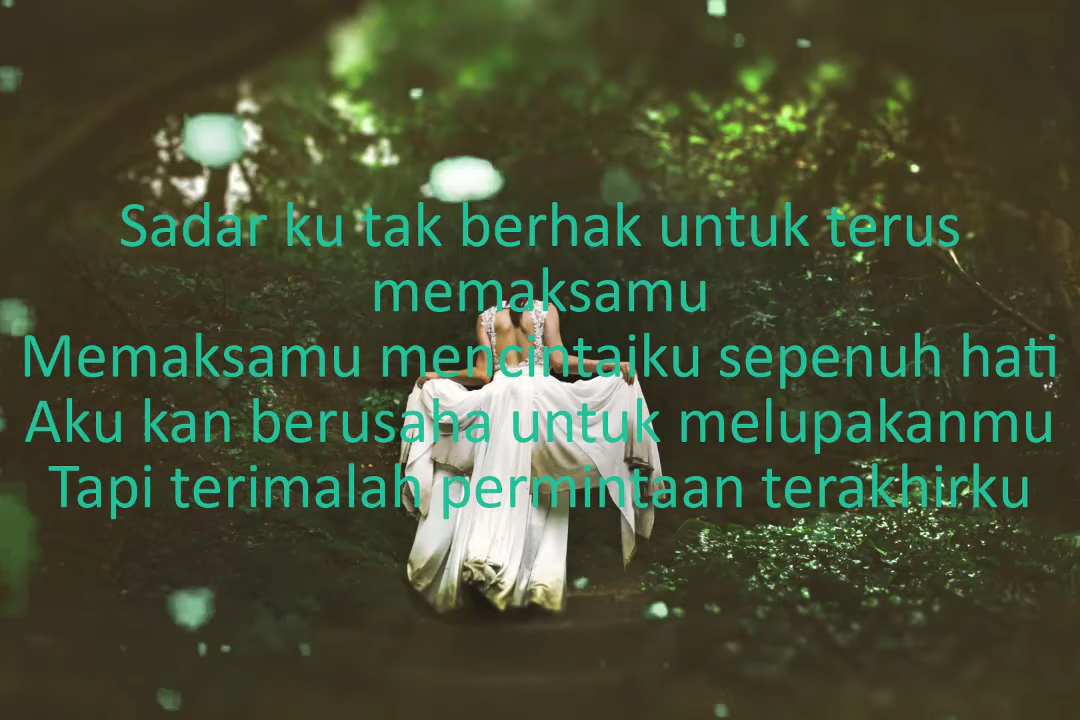 Sadar ku tak berhak untuk terus
memaksamu
Memaksamu mencintaiku sepenuh hati
Aku kan berusaha untuk melupakanmu
Tapi terimalah permintaan terakhirku